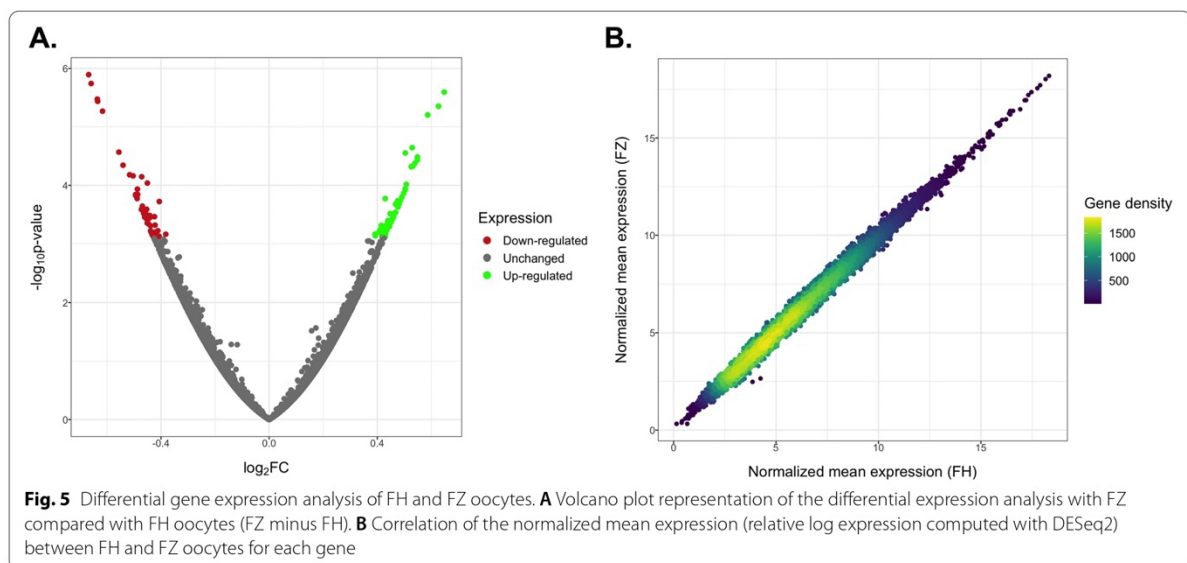 A.
6
4
2
0
-log10p-value
-0.4
0.0
0.4
log2FC
Expression
Down-regulated
Unchanged
Up-regulated
B.
15
10
5
0
Normalized mean expression (FZ)
0
5
10
15
Normalized mean expression (FH)
Gene density
1500
1000
500
Fig. 5 Differential gene expression analysis of FH and FZ oocytes. A Volcano plot representation of the differential expression analysis with FZ
compared with FH oocytes (FZ minus FH). B Correlation of the normalized mean expression (relative log expression computed with DESeq2)
between FH and FZ oocytes for each gene